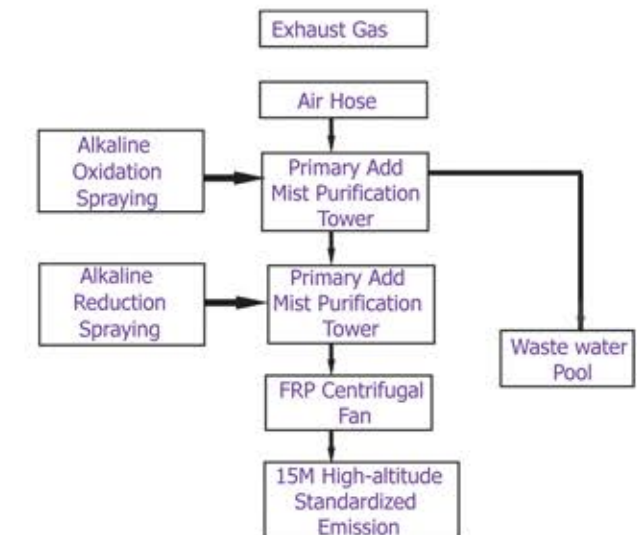 Exhaust Gas
Air Hose
Alkaline
Oxidation
Spraying
Primary Add
Mist Purification
Tower
Alkaline
Reduction
Spraying
Primary Add
Mist Purification
Tower
Waste water
Pool
FRP Centrifugal
Fan
15M High-altitude
Standardized
Emission